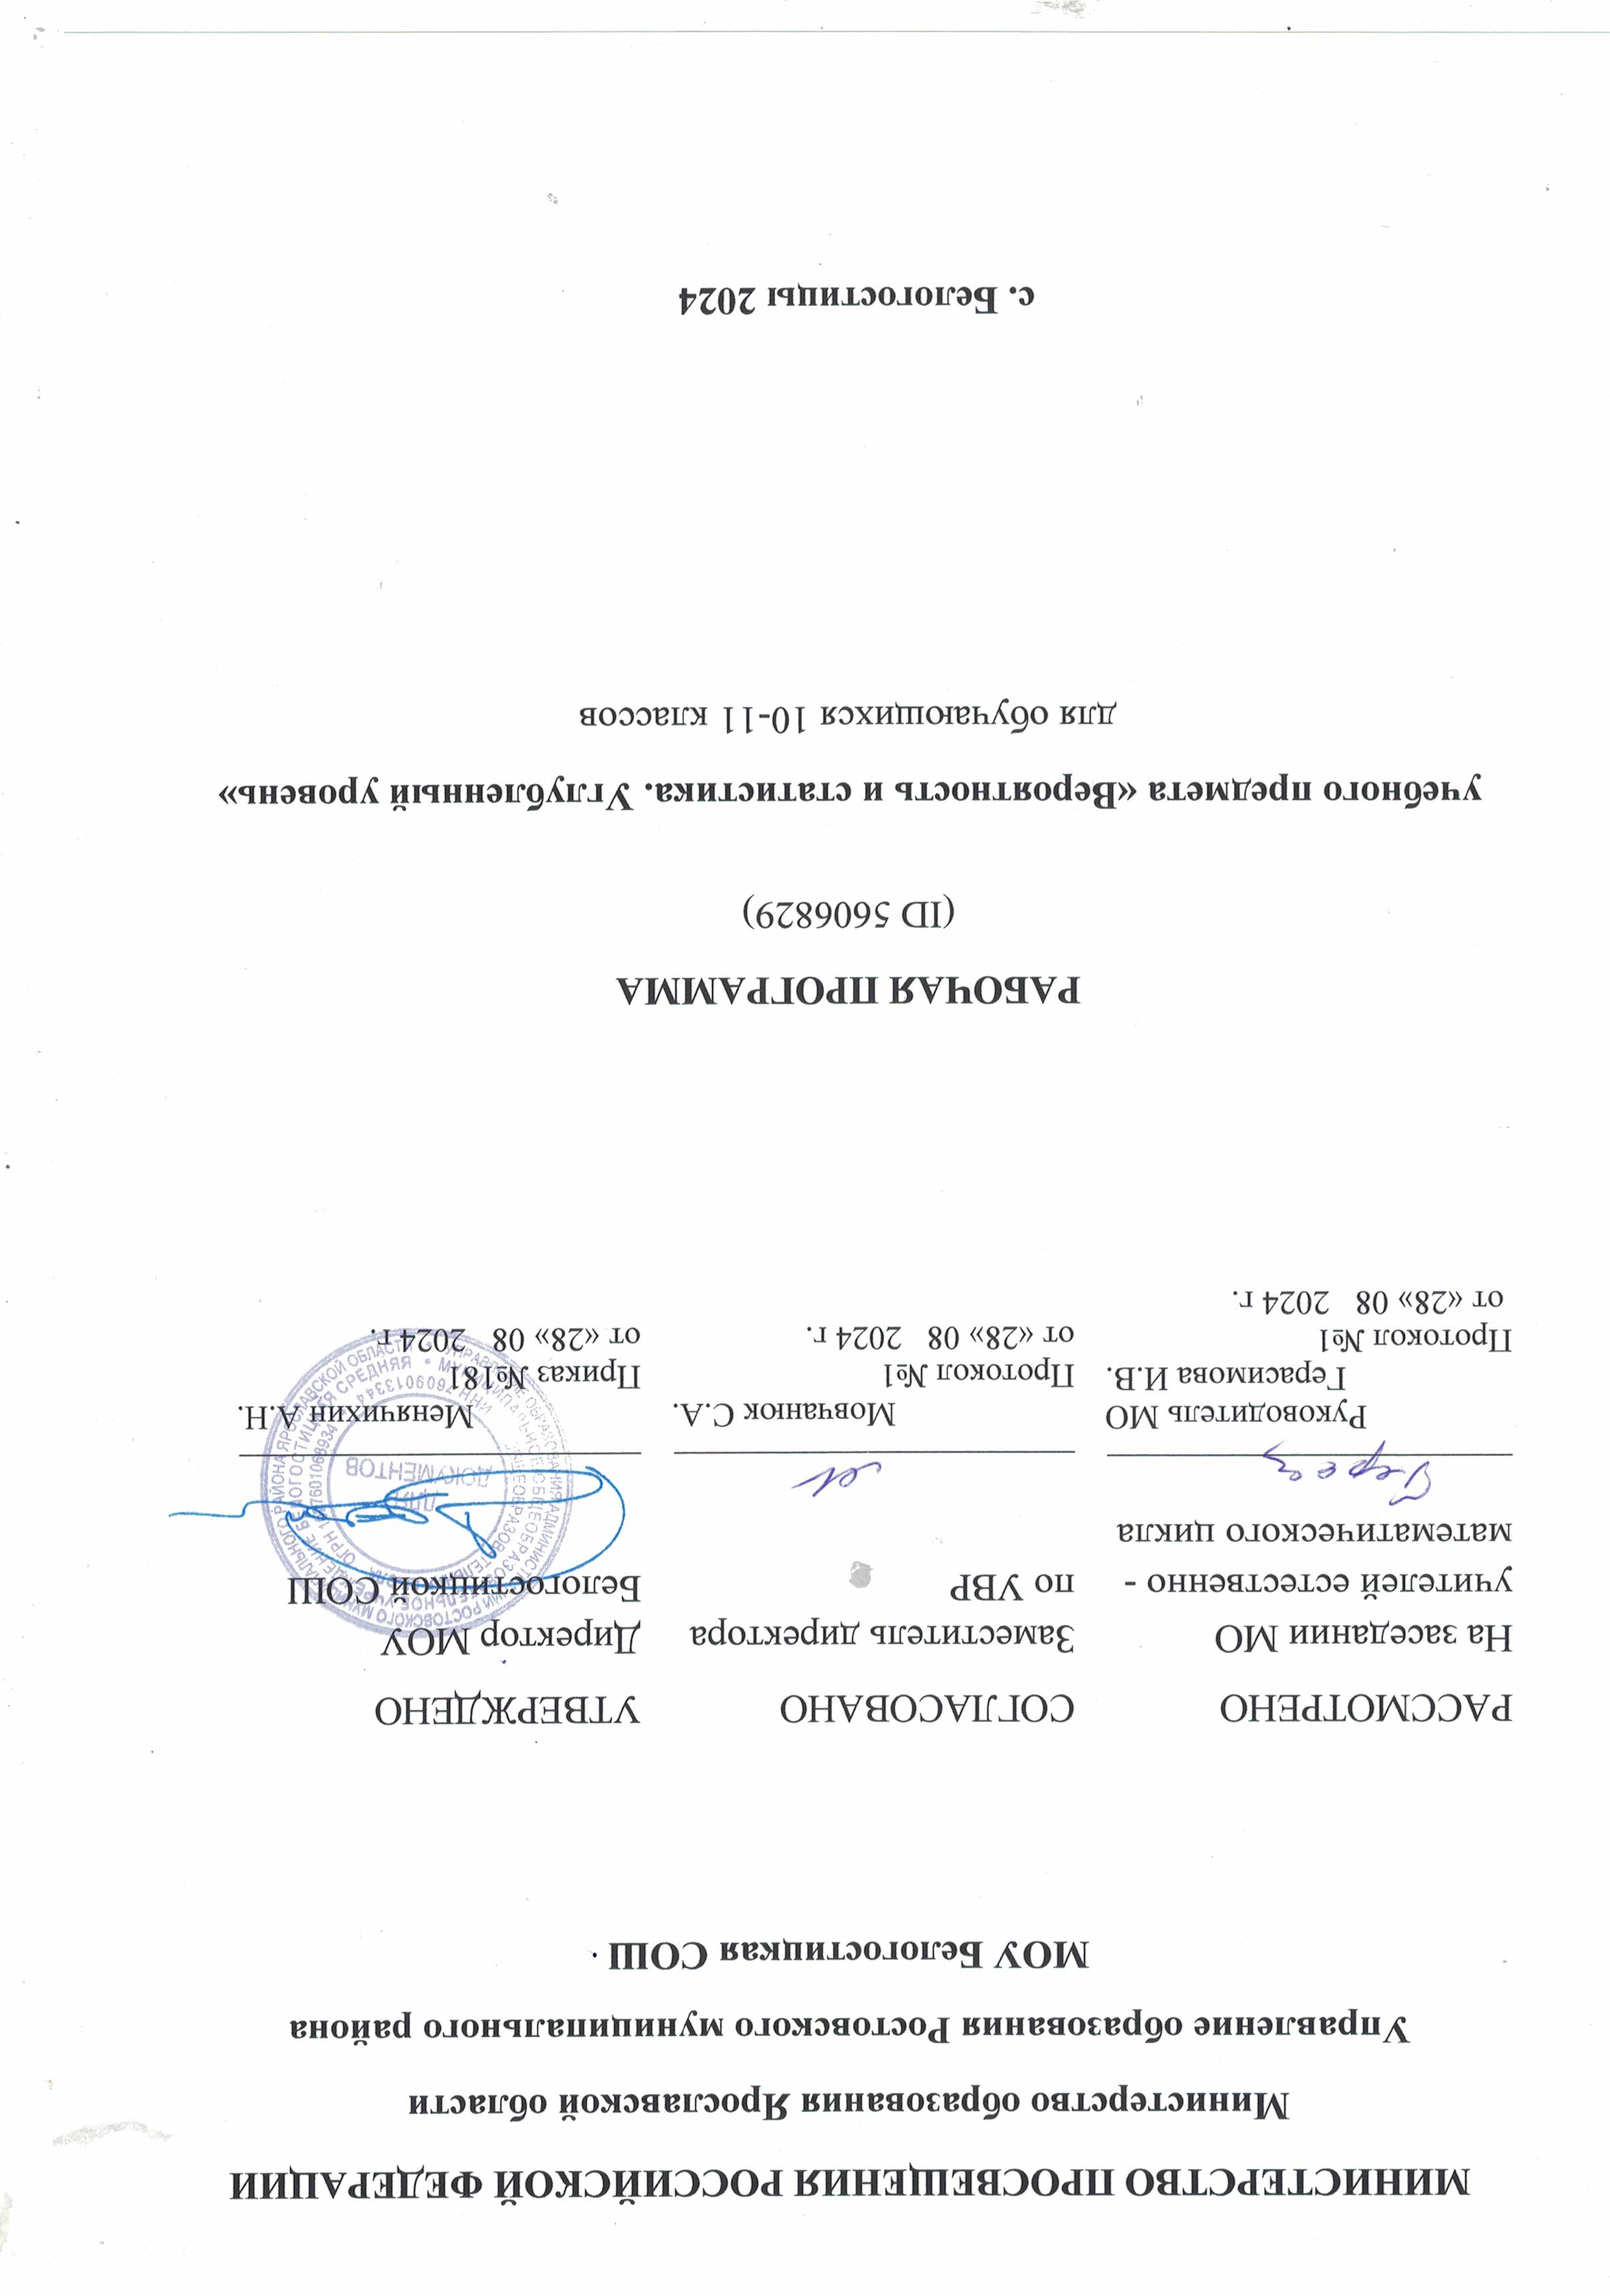 МИНИСТЕРСТВО ПРОСВЕЩЕНИЯ РОССИЙСКОЙ ФЕДЕРАЦИИ
Министерство образования Ярославской области
Управление образования Ростовского муниципального района
МОУ Белогостицкая СОШ
РАССМОТРЕНО
На заседании МО
учителей естественно -
математического цикла
Руководитель МО
Герасимова И.В.
Протокол №1
от «28» 08 2024 г.
СОГЛАСОВАНО
Заместитель директора
по УВР
Мовчанюк С.А.
Протокол №1
от «28» 08 2024 г.
УТВЕРЖДЕНО
Директор МОУ
Белогостицкой СОШ
ДЛЯ
ДОКУМЕНТОВ
Менячихин А.Н.
Приказ №181
от «28» 08 2024 г.
РАБОЧАЯ ПРОГРАММА
(ID 5606829)
учебного предмета «Вероятность и статистика. Углубленный уровень»
для обучающихся 10-11 классов
с. Белогостицы 2024